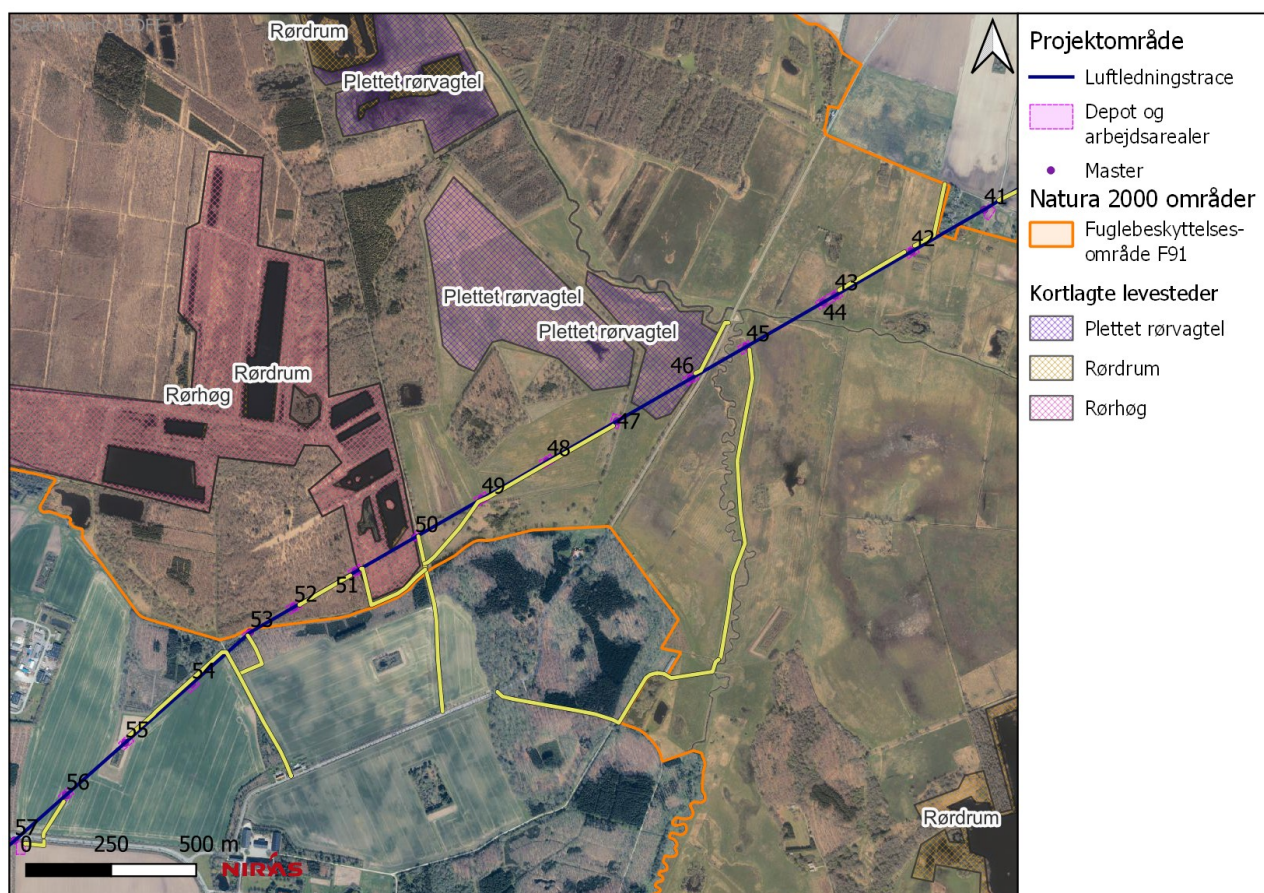 Rørdrum
Plettet rørvagtel
Plettet rørvagtel
Plettet rørvagtel
Rørdrum
Rørhøg
Rørdrum
41
42
43
44
45
46
47
48
49
50
51
52
53
54
55
56
57
0 250 500 m
NIRÁS
Projektområde
Luftledningstrace
Depot og
arbejdsarealer
Master
Natura 2000 områder
Fuglebeskyttelses-
område F91
Kortlagte levesteder
Plettet rørvagtel
Rørdrum
Rørhøg